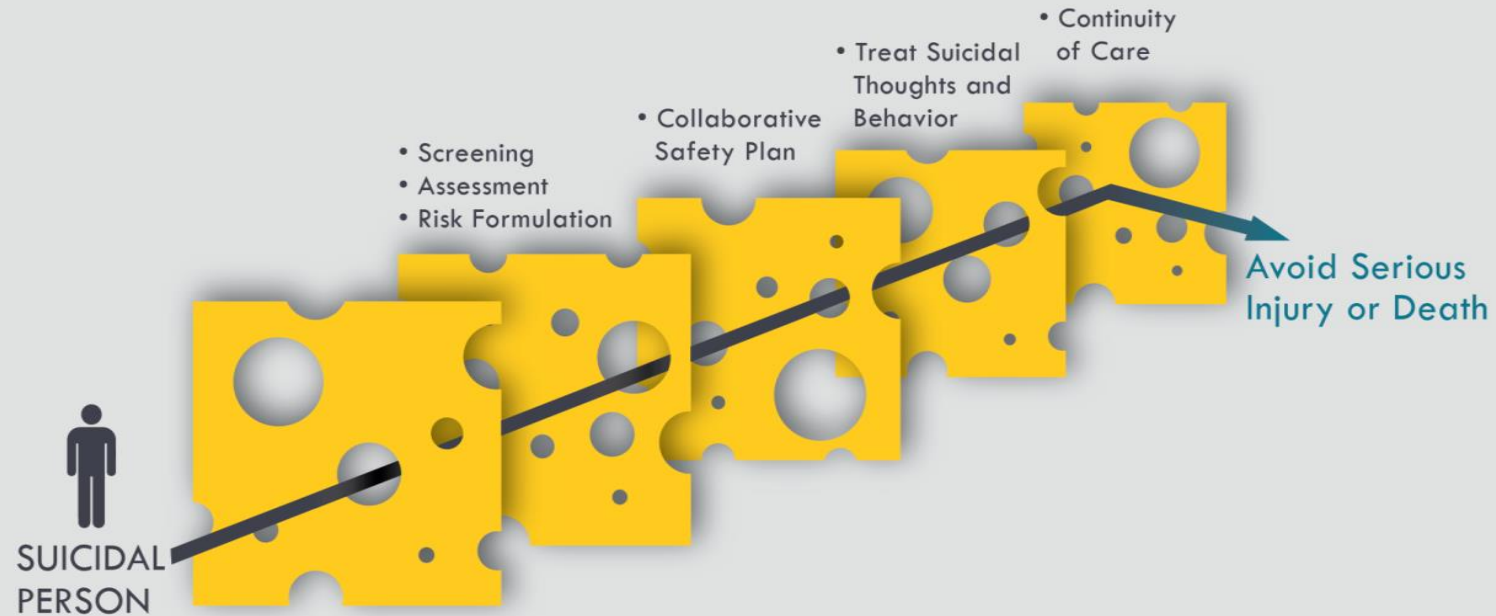 SUICIDAL
PERSON
• Screening
• Assessment
• Risk Formulation
• Collaborative
Safety Plan
• Treat Suicidal
Thoughts and
Behavior
• Continuity
of Care
Avoid Serious
Injury or Death